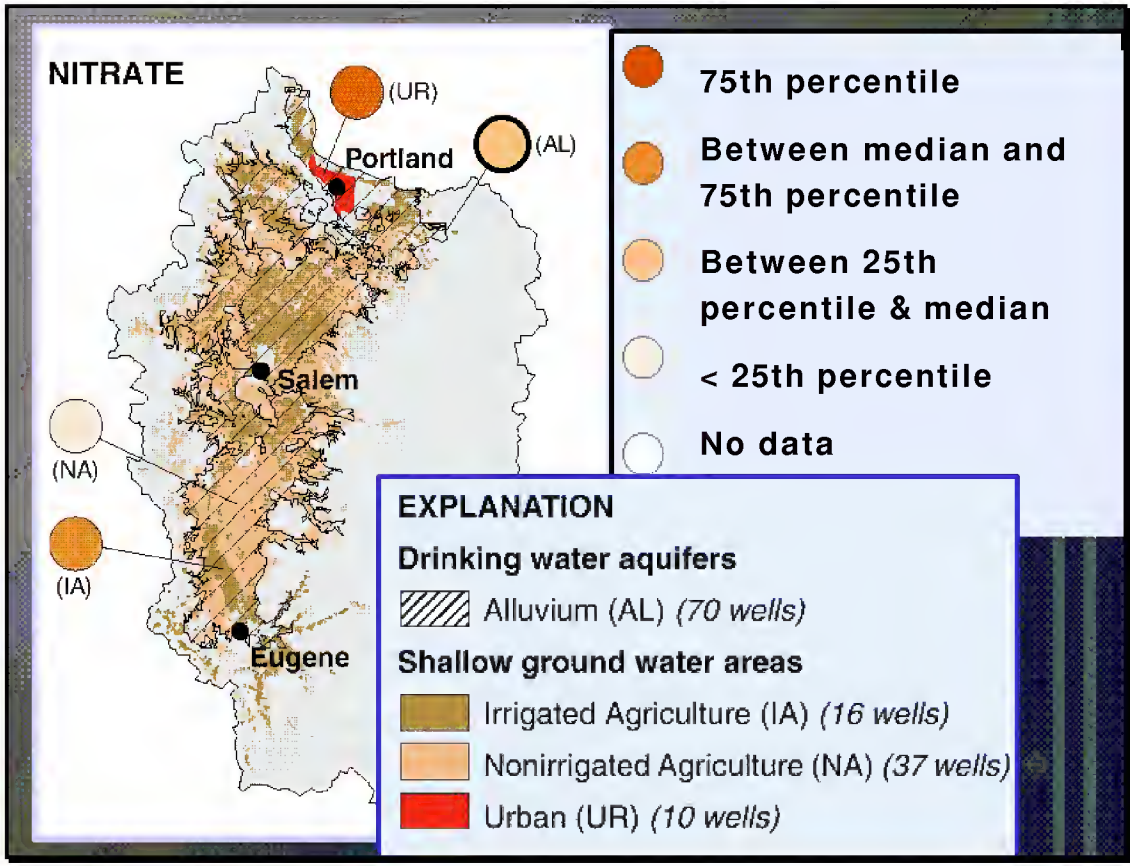 NITRATE
(UR)
(AL)
Portland
Salem
(NA)
(IA)
Eugene
75th percentile
Between median and
75th percentile
Between 25th
percentile & median
< 25th percentile
No data
EXPLANATION
Drinking water aquifers
Alluvium (AL) (70 wells)
Shallow ground water areas
Irrigated Agriculture (IA) (16 wells)
Nonirrigated Agriculture (NA) (37 wells)
Urban (UR) (10 wells)